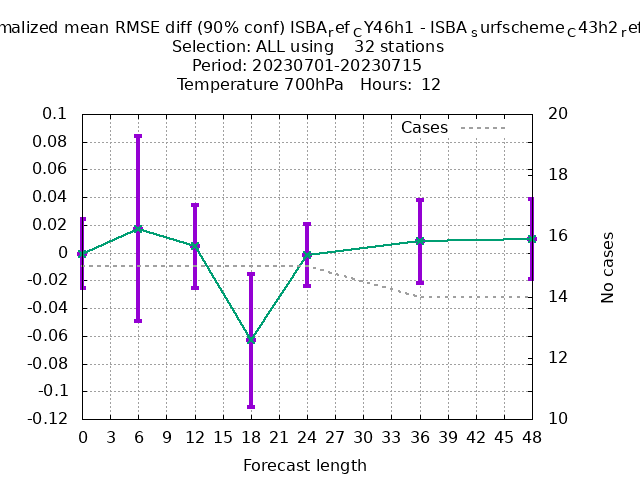 malized mean RMSE diff (90% conf) ISBA_ref_CY46h1 - ISBA_surfscheme_C43h2_ref
Selection: ALL using 32 stations
Period: 20230701-20230715
Temperature 700hPa Hours: 12
Cases
0.1
0.08
0.06
0.04
0.02
0
-0.02
-0.04
-0.06
-0.08
-0.1
-0.12
20
18
16
14
12
10
No cases
0 3 6 9 12 15 18 21 24 27 30 33 36 39 42 45 48
Forecast length